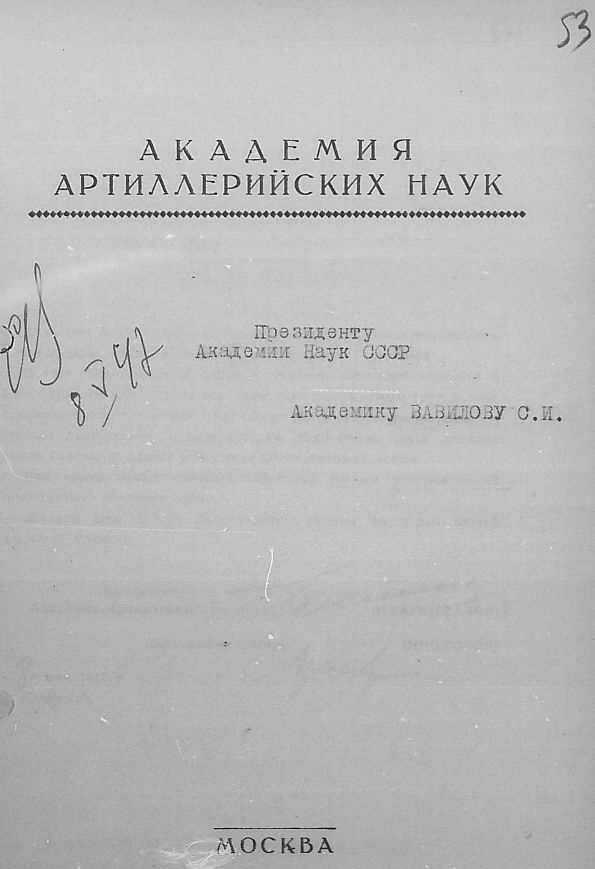 53
АКАДЕМИЯ
АРТИЛЛЕРИЙСКИХ НАУК
Президенту
Академии Наук СССР
8 V 47
Академику ВАВИЛОВУ С.И.
МОСКВА